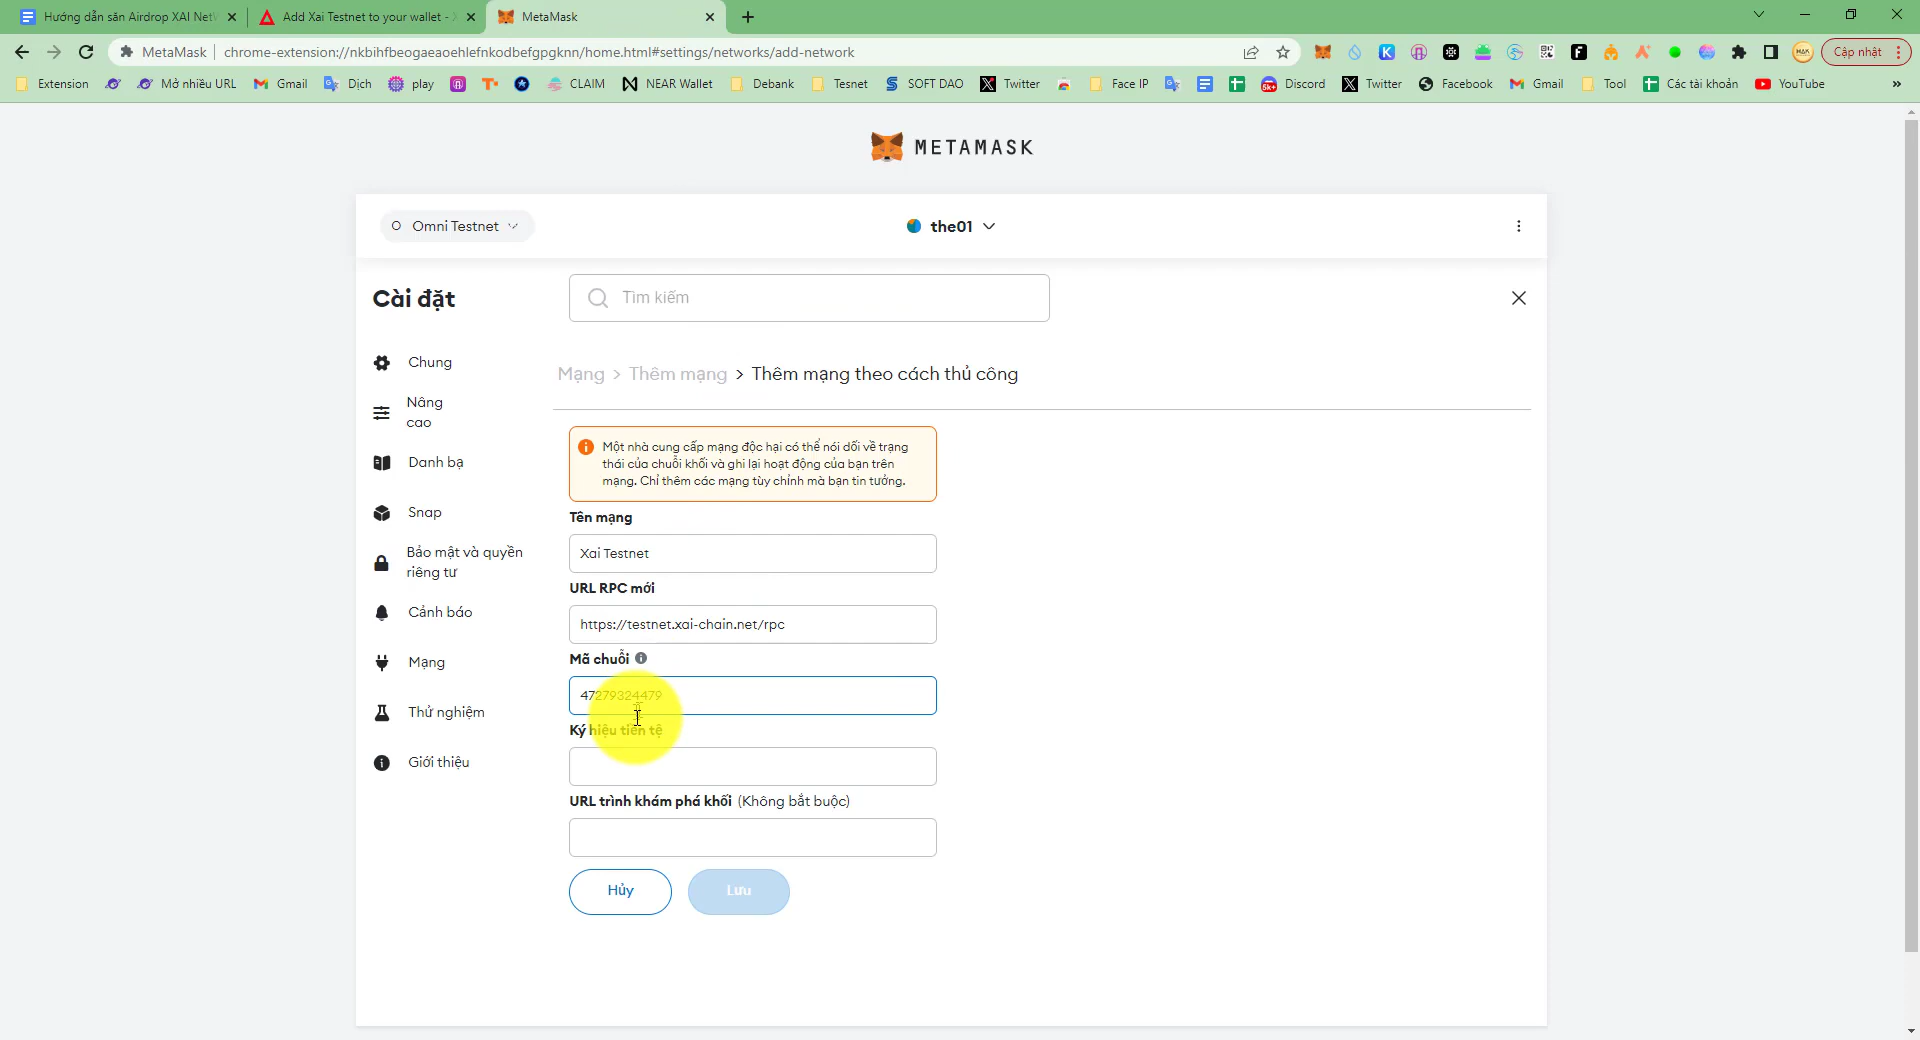 Hướng dẫn săn Airdrop XAI Net
Add Xai Testnet to your wallet -
MetaMask
MetaMask
chrome-extension://nkbihfbeogaeaoehlefnkodbefgpgknn/home.html#settings/networks/add-network
Cập nhật
Extension
Mở nhiều URL
Gmail
Dịch
play
CLAIM
NEAR Wallet
Debank
Tesnet
SOFT DAO
Twitter
Face IP
Discord
Twitter
Facebook
Gmail
Tool
Các tài khoản
YouTube
METAMASK
Omni Testnet
the01
Cài đặt
Tìm kiếm
Chung
Nâng
cao
Danh bạ
Snap
Bảo mật và quyền
riêng tư
Cảnh báo
Mạng
Thử nghiệm
Giới thiệu
Mạng > Thêm mạng > Thêm mạng theo cách thủ công
Một nhà cung cấp mạng độc hại có thể nói dối về trạng
thái của chuỗi khối và ghi lại hoạt động của bạn trên
mạng. Chỉ thêm các mạng tùy chỉnh mà bạn tin tưởng.
Tên mạng
Xai Testnet
URL RPC mới
https://testnet.xai-chain.net/rpc
Mã chuỗi
47279324479
Ký hiệu tiền tệ
URL trình khám phá khối (Không bắt buộc)
Hủy
Lưu